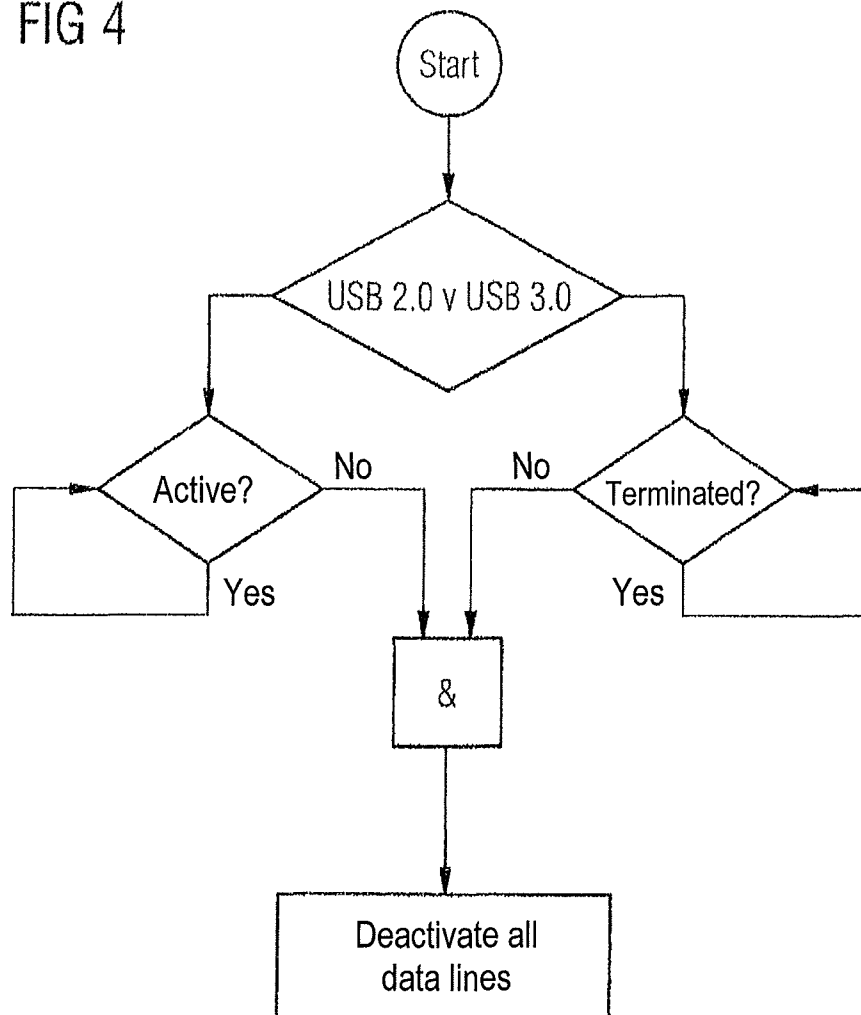 FIG 4
Start
USB 2.0 v USB 3.0
Active?
No
No
Terminated?
Yes
Yes
&
Deactivate all
data lines